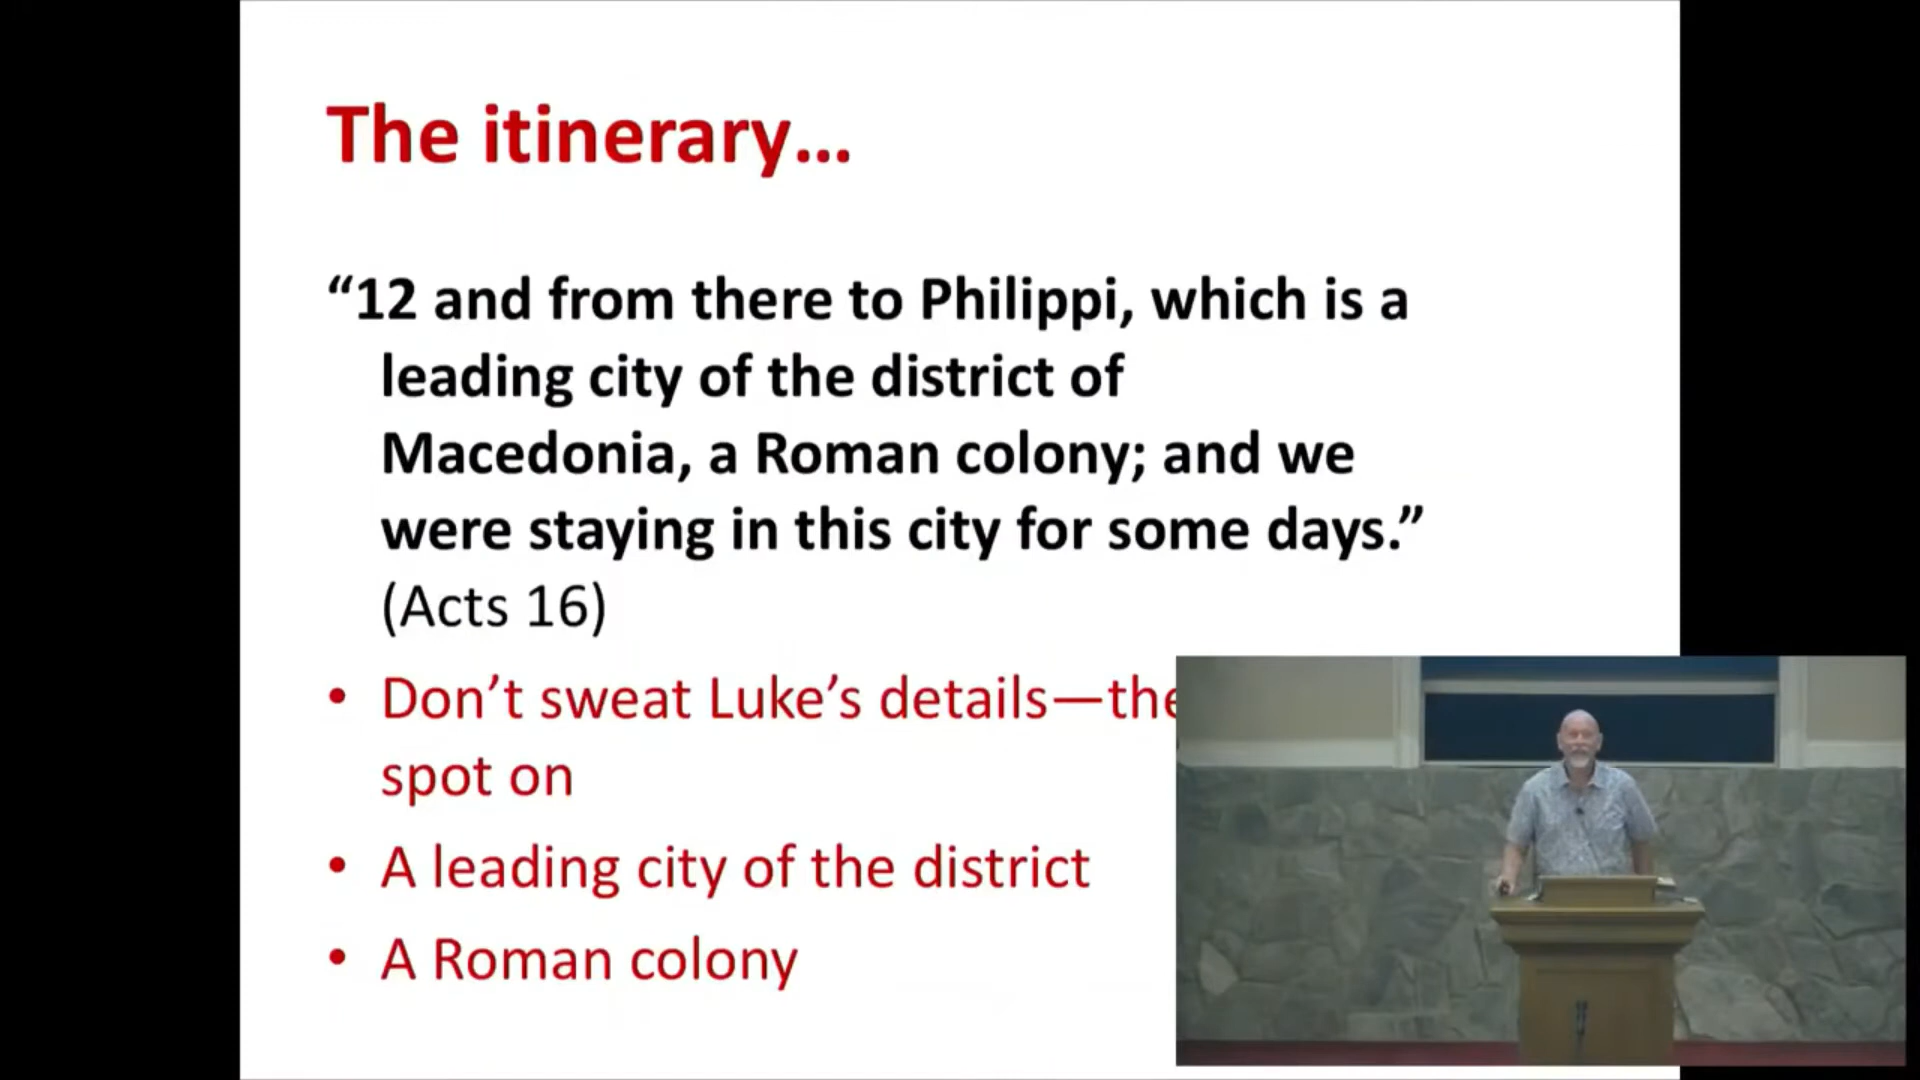 The itinerary...
“12 and from there to Philippi, which is a
leading city of the district of
Macedonia, a Roman colony; and we
were staying in this city for some days.”
(Acts 16)
• Don’t sweat Luke’s details—the
spot on
• A leading city of the district
• A Roman colony